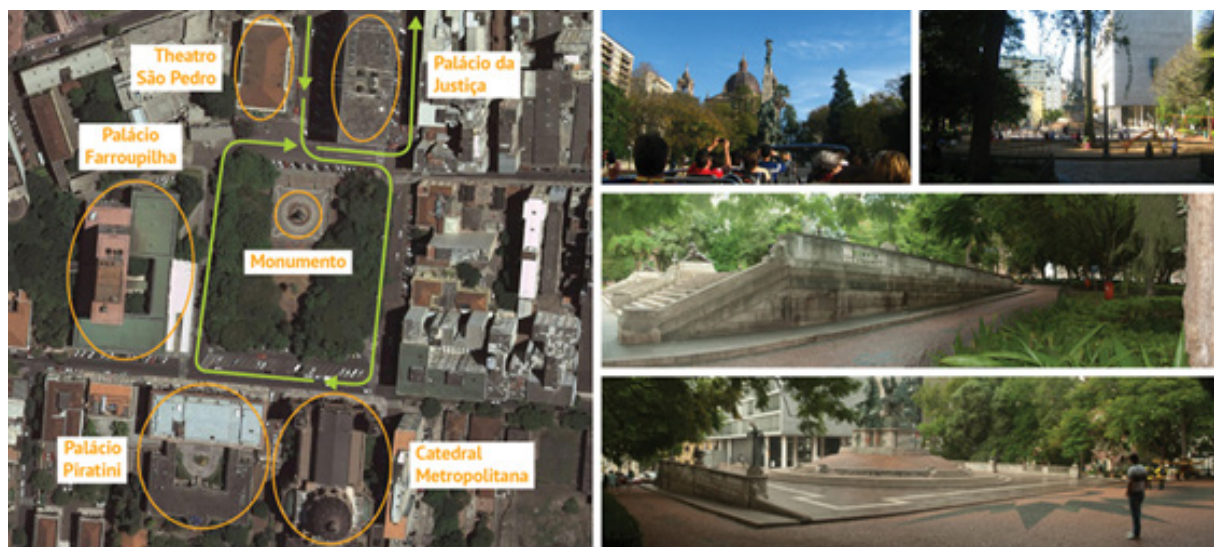 Theatro
São Pedro
Palácio da
Justiça
Palácio
Farroupilha
Monumento
Palácio
Piratini
Catedral
Metropolitana